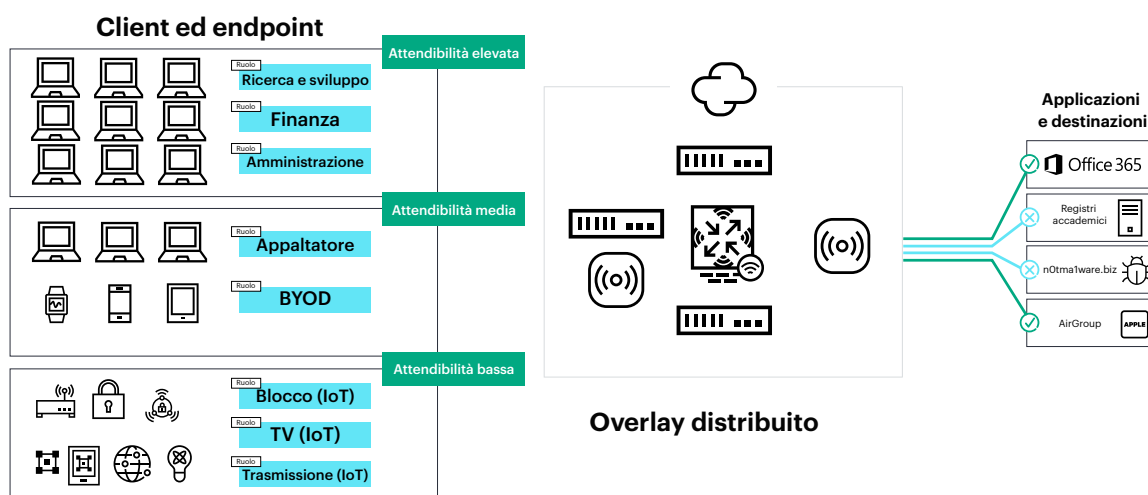 Client ed endpoint
Attendibilità elevata
Ruolo
Ricerca e sviluppo
Ruolo
Finanza
Ruolo
Amministrazione
Attendibilità media
Ruolo
Appaltatore
Ruolo
BYOD
Attendibilità bassa
Ruolo
Blocco (IoT)
Ruolo
TV (IoT)
Ruolo
Trasmissione (IoT)
Overlay distribuito
Applicazioni
e destinazioni
Office 365
Registri
accademici
n0tma1ware.biz
AirGroup
APPLE